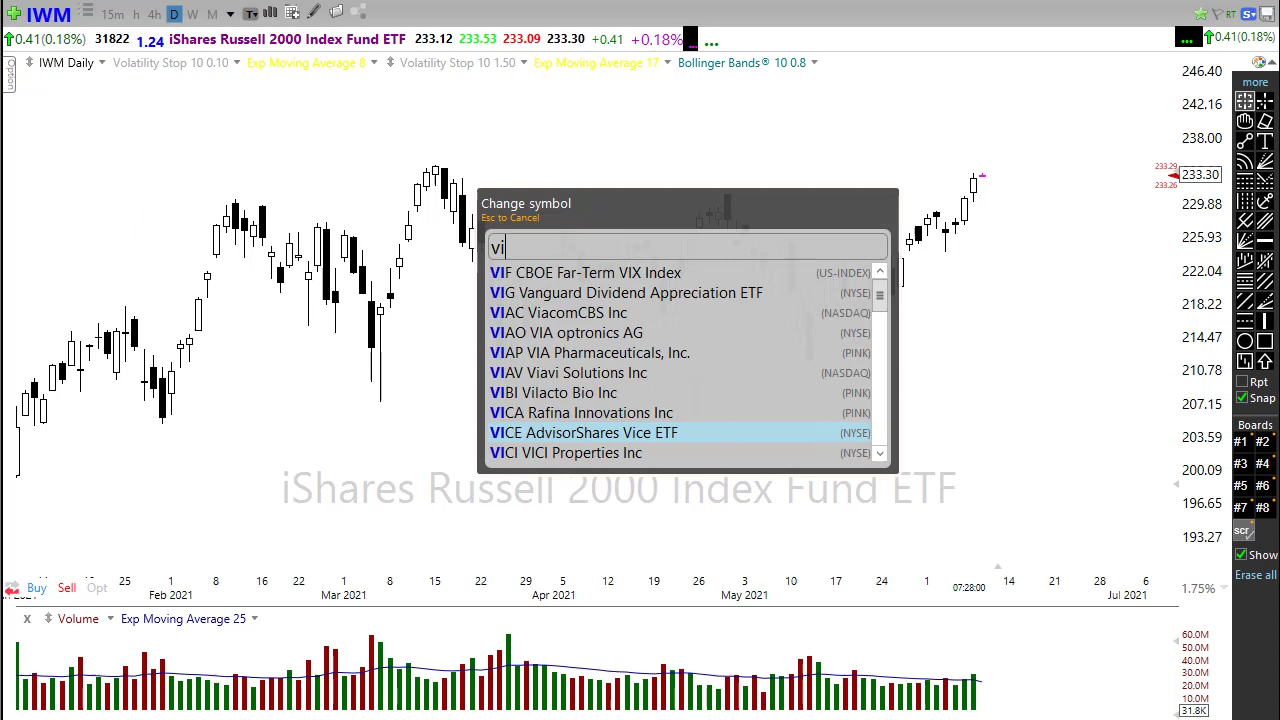 IWM 15m h 4h D W M T RT S
0.41(0.18%) 31822 1.24 iShares Russell 2000 Index Fund ETF 233.12 233.53 233.09 233.30 +0.41 +0.18% ... ... ... 0.41(0.18%)
Option IWM Daily Volatility Stop 10 0.10 Exp Moving Average 8 Volatility Stop 10 1.50 Exp Moving Average 17 Bollinger Bands® 10 0.8
246.40
more
242.16
238.00
233.29
233.30
233.26
229.88
225.93
222.04
218.22
214.47
210.78
207.15
203.59
200.09
196.65
193.27
Change symbol
Esc to Cancel
vi
VIF CBOE Far-Term VIX Index (US-INDEX)
VIG Vanguard Dividend Appreciation ETF (NYSE)
VIAC ViacomCBS Inc (NASDAQ)
VIAO VIA optronics AG (NYSE)
VIAP VIA Pharmaceuticals, Inc. (PINK)
VIAV Viavi Solutions Inc (NASDAQ)
VIBI Vilacto Bio Inc (PINK)
VICA Rafina Innovations Inc (PINK)
VICE AdvisorShares Vice ETF (NYSE)
VICI VICI Properties Inc (NYSE)
iShares Russell 2000 Index Fund ETF
Rpt
Snap
Boards
#1 #2
#3 #4
#5 #6
#7 #8
scr
Show
Erase all
25 1 8 16 22 1 8 15 22 29 5 12 19 26 3 10 17 24 1 14 21 28 6
Buy Sell Opt 07:28:00 1.75%
Feb 2021 Mar 2021 Apr 2021 May 2021 Jul 2021
x Volume Exp Moving Average 25
60.0M
50.0M
40.0M
30.0M
20.0M
10.0M
31.8K